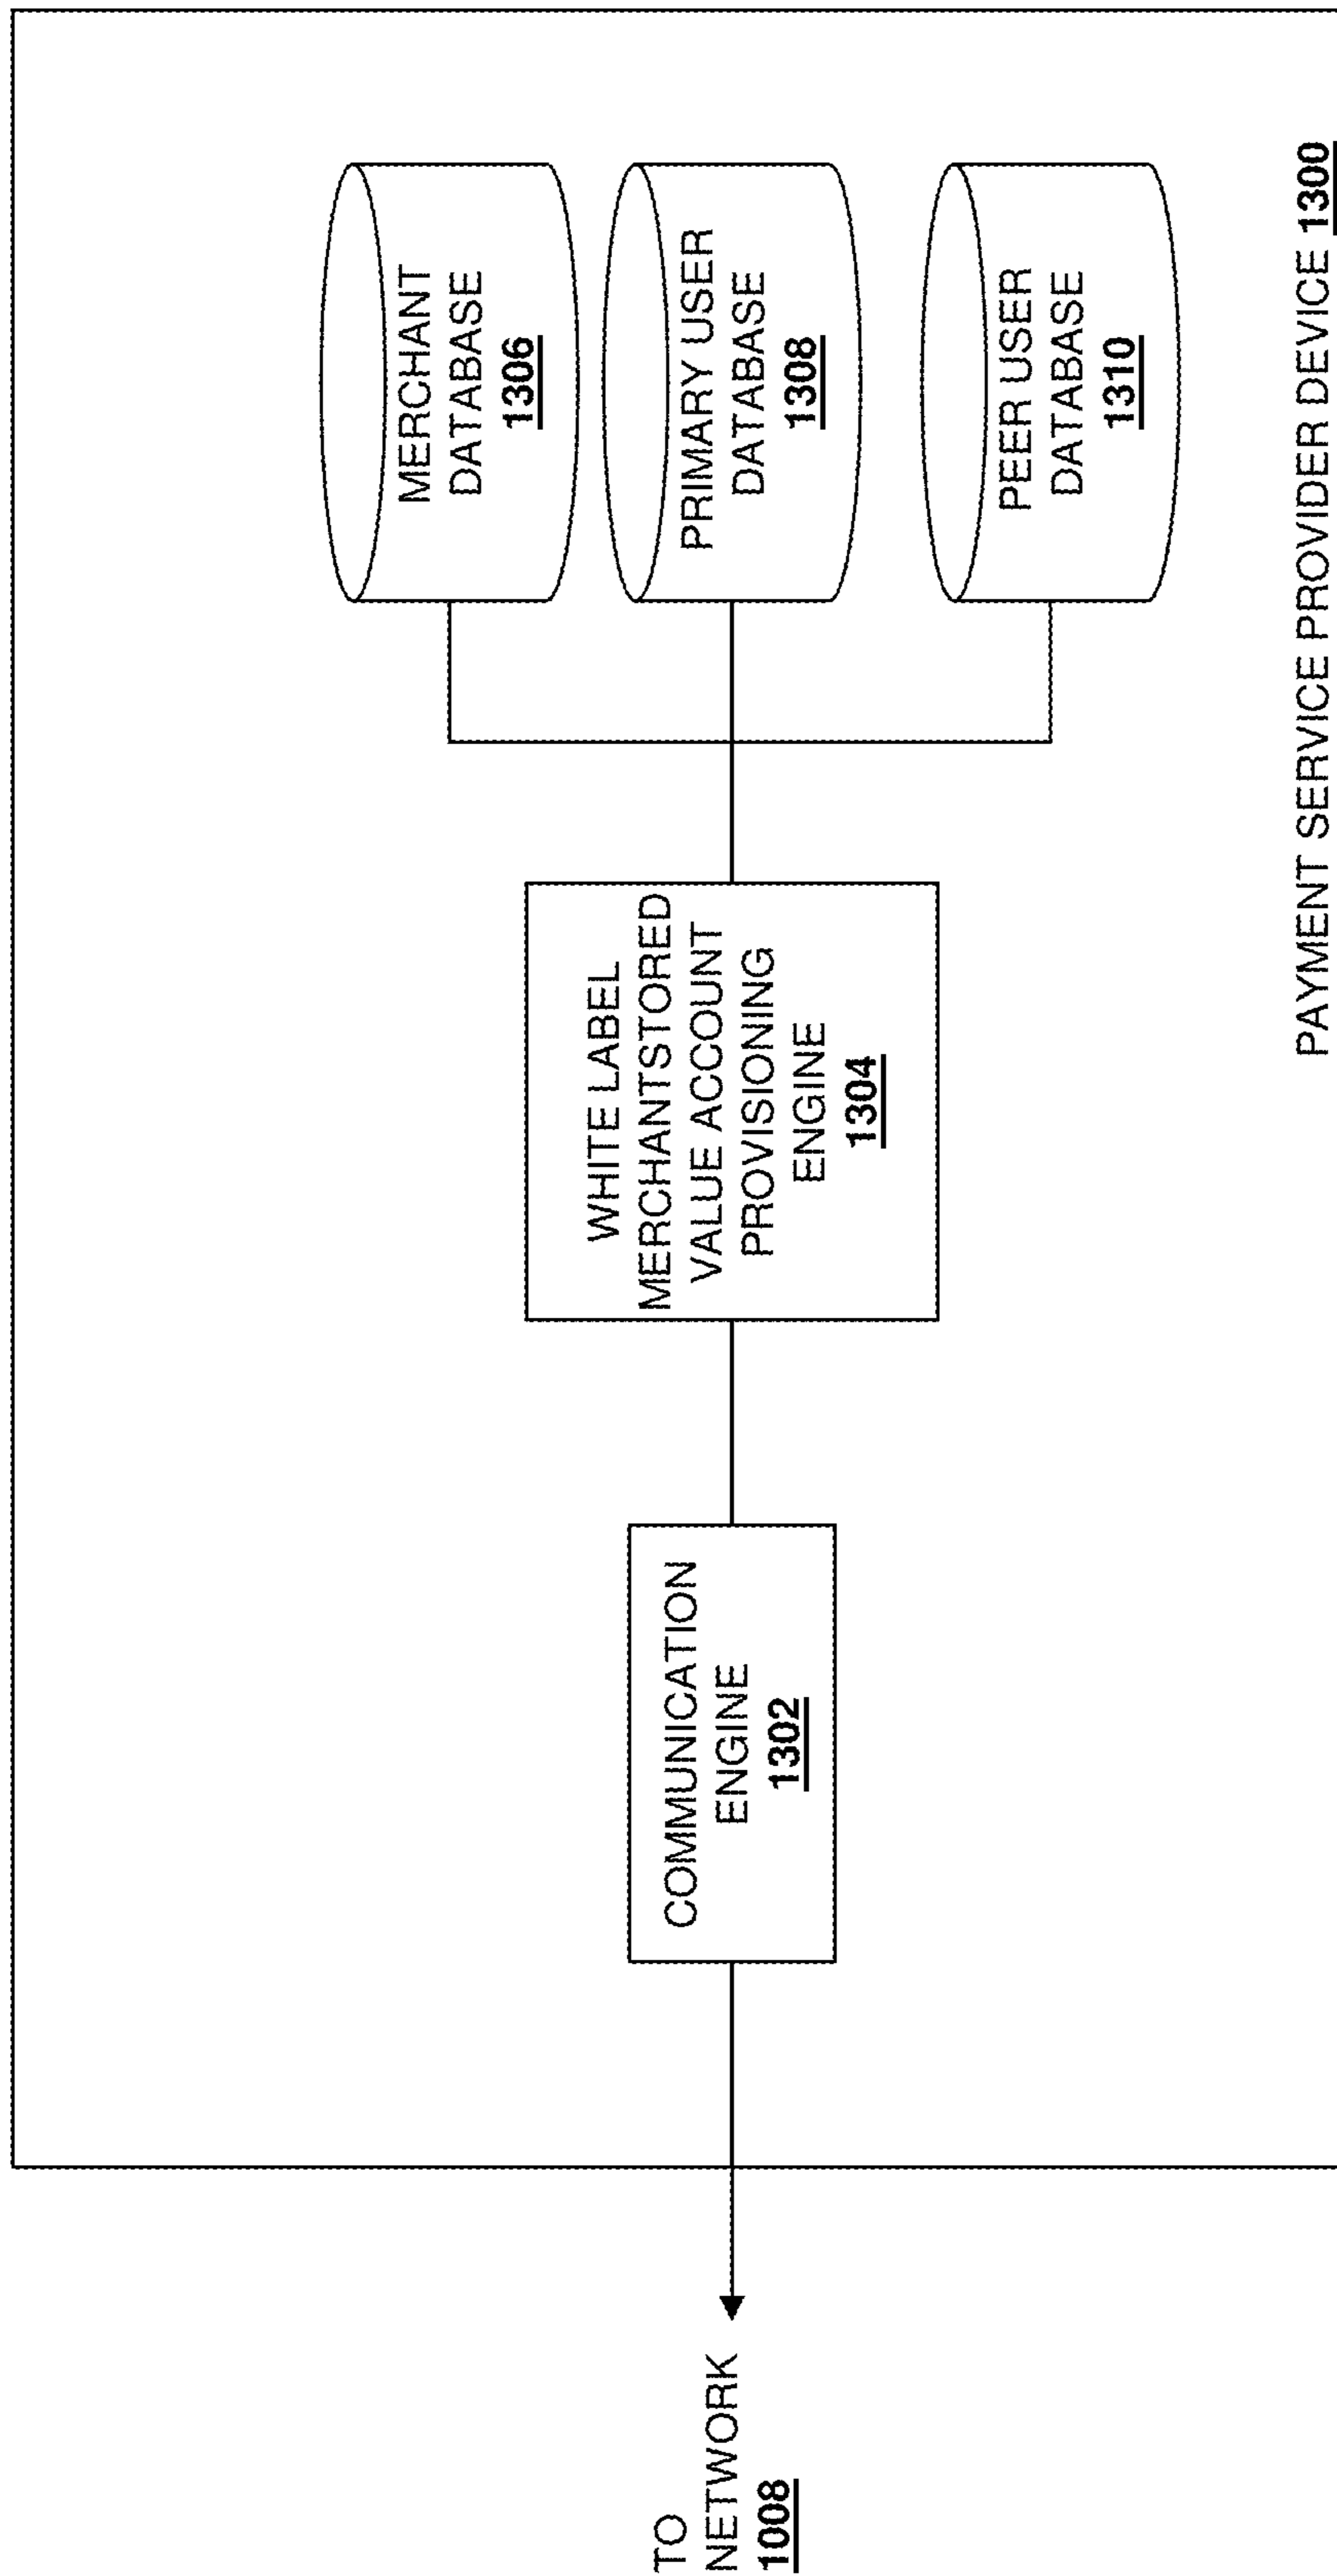 TO
NETWORK
1008
COMMUNICATION
ENGINE
1302
WHITE LABEL
MERCHANTSTORED
VALUE ACCOUNT
PROVISIONING
ENGINE
1304
MERCHANT
DATABASE
1306
PRIMARY USER
DATABASE
1308
PEER USER
DATABASE
1310
PAYMENT SERVICE PROVIDER DEVICE 1300